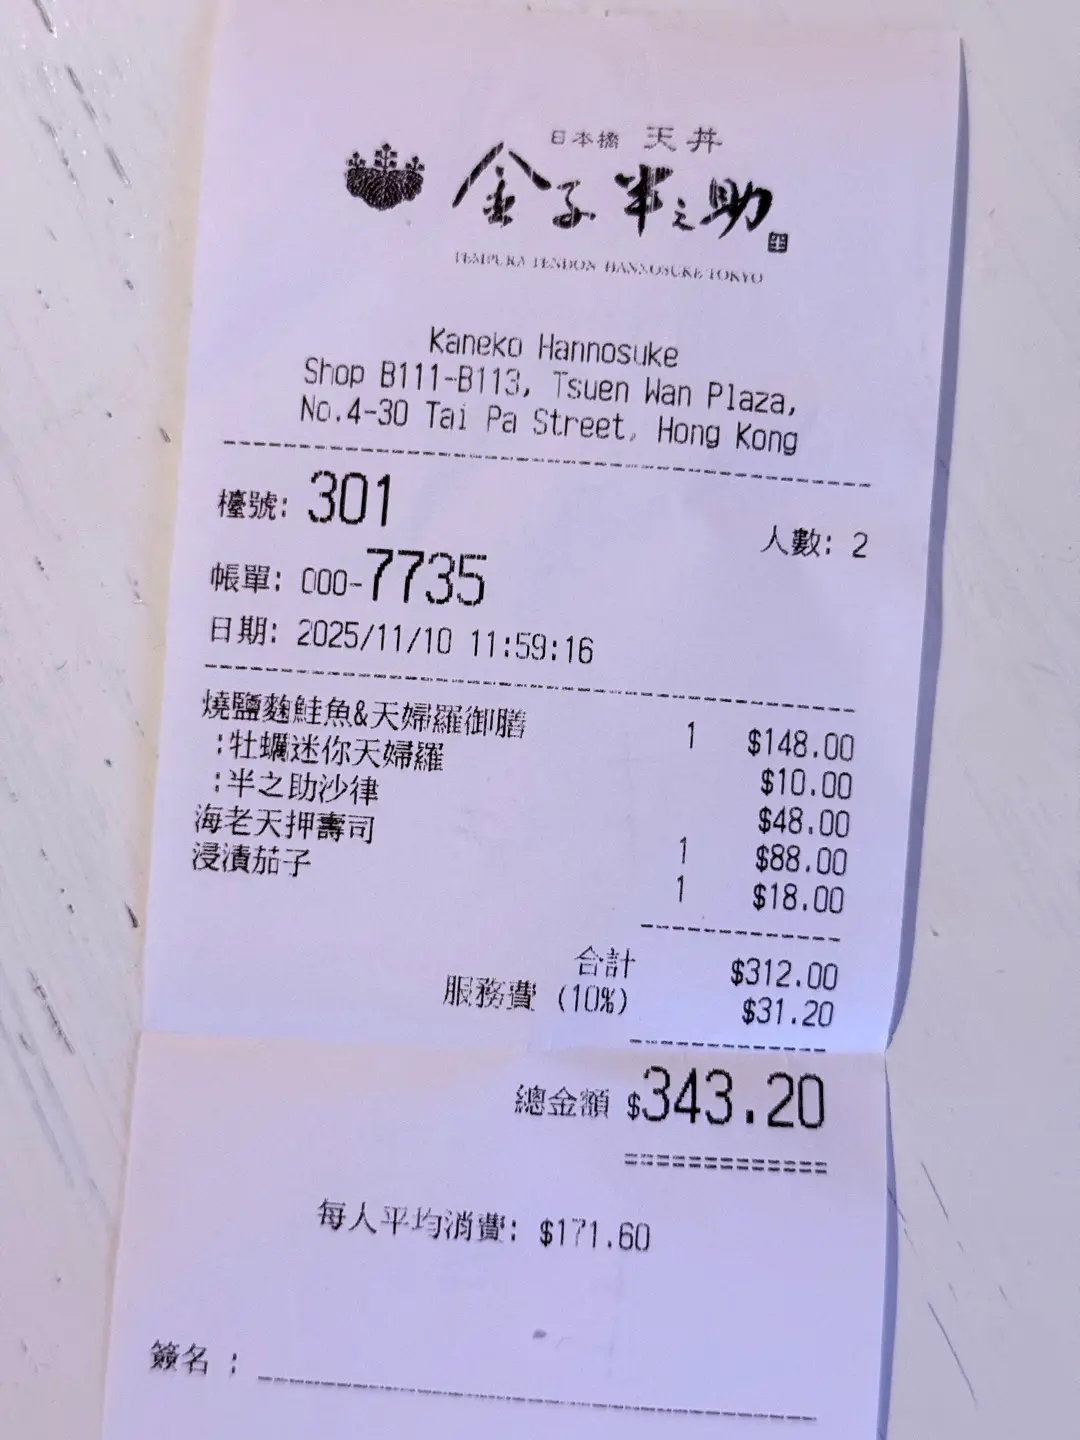 日本橋 天丼
金子半之助
TEMPURA TENDON HANNOSUKE TOKYO
Kaneko Hannosuke
Shop B111-B113, Tsuen Wan Plaza,
No.4-30 Tai Pa Street, Hong Kong
檯號: 301 人數: 2
帳單: 000-7735
日期: 2025/11/10 11:59:16
燒鹽麴鮭魚&天婦羅御膳 1 $148.00
:牡蠣迷你天婦羅 $10.00
:半之助沙律 $48.00
海老天押壽司 1 $88.00
浸漬茄子 1 $18.00
合計 $312.00
服務費 (10%) $31.20
總金額 $343.20
每人平均消費: $171.60
簽名 :